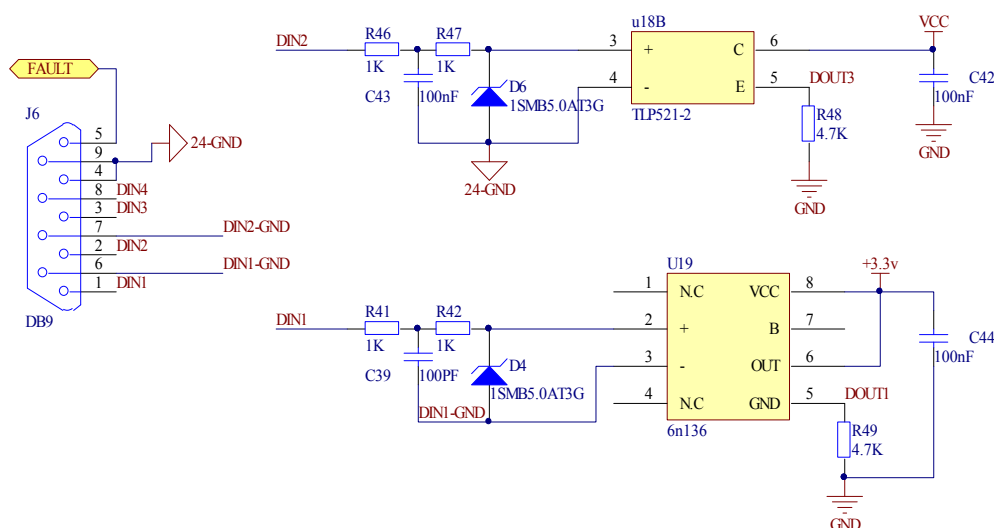 FAULT
J6
5
9
4
8
3
7
2
6
1
24-GND
DIN4
DIN3
DIN2-GND
DIN2
DIN1-GND
DIN1
DB9
DIN2
R46
1K
R47
1K
C43
100nF
D6
1SMB5.0AT3G
24-GND
u18B
3
+
C
6
4
-
E
5
TLP521-2
DOUT3
R48
4.7K
GND
VCC
C42
100nF
GND
DIN1
R41
1K
R42
1K
C39
100PF
D4
1SMB5.0AT3G
DIN1-GND
U19
1
N.C
VCC
8
2
+
B
7
3
-
OUT
6
4
N.C
GND
5
6n136
+3.3v
C44
100nF
DOUT1
R49
4.7K
GND